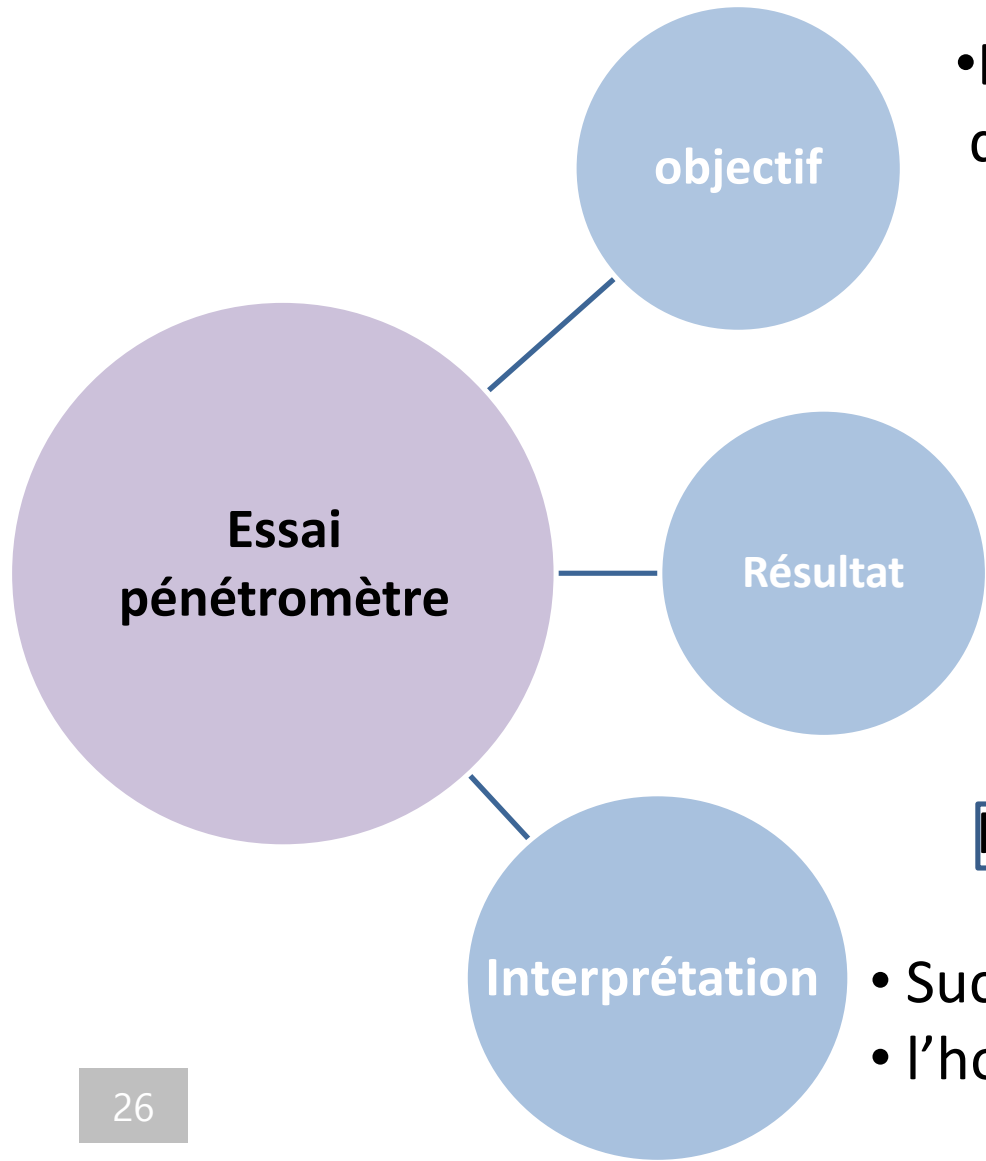 objectif
Essai
pénétromètre
Résultat
Interprétation
26